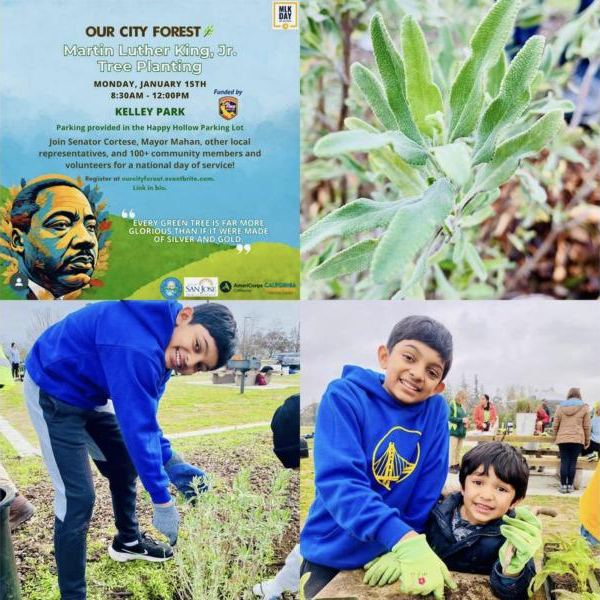 MLK
DAY
OUR CITY FOREST
Martin Luther King, Jr.
Tree Planting
MONDAY, JANUARY 15TH
8:30AM - 12:00PM
Funded by
KELLEY PARK
Parking provided in the Happy Hollow Parking Lot
Join Senator Cortese, Mayor Mahan, other local
representatives, and 100+ community members and
volunteers for a national day of service!
Register at ourcityforest.eventbrite.com.
Link in bio.
“EVERY GREEN TREE IS FAR MORE
GLORIOUS THAN IF IT WERE MADE
OF SILVER AND GOLD.”
SAN JOSE
AmeriCorps
CALIFORNIA